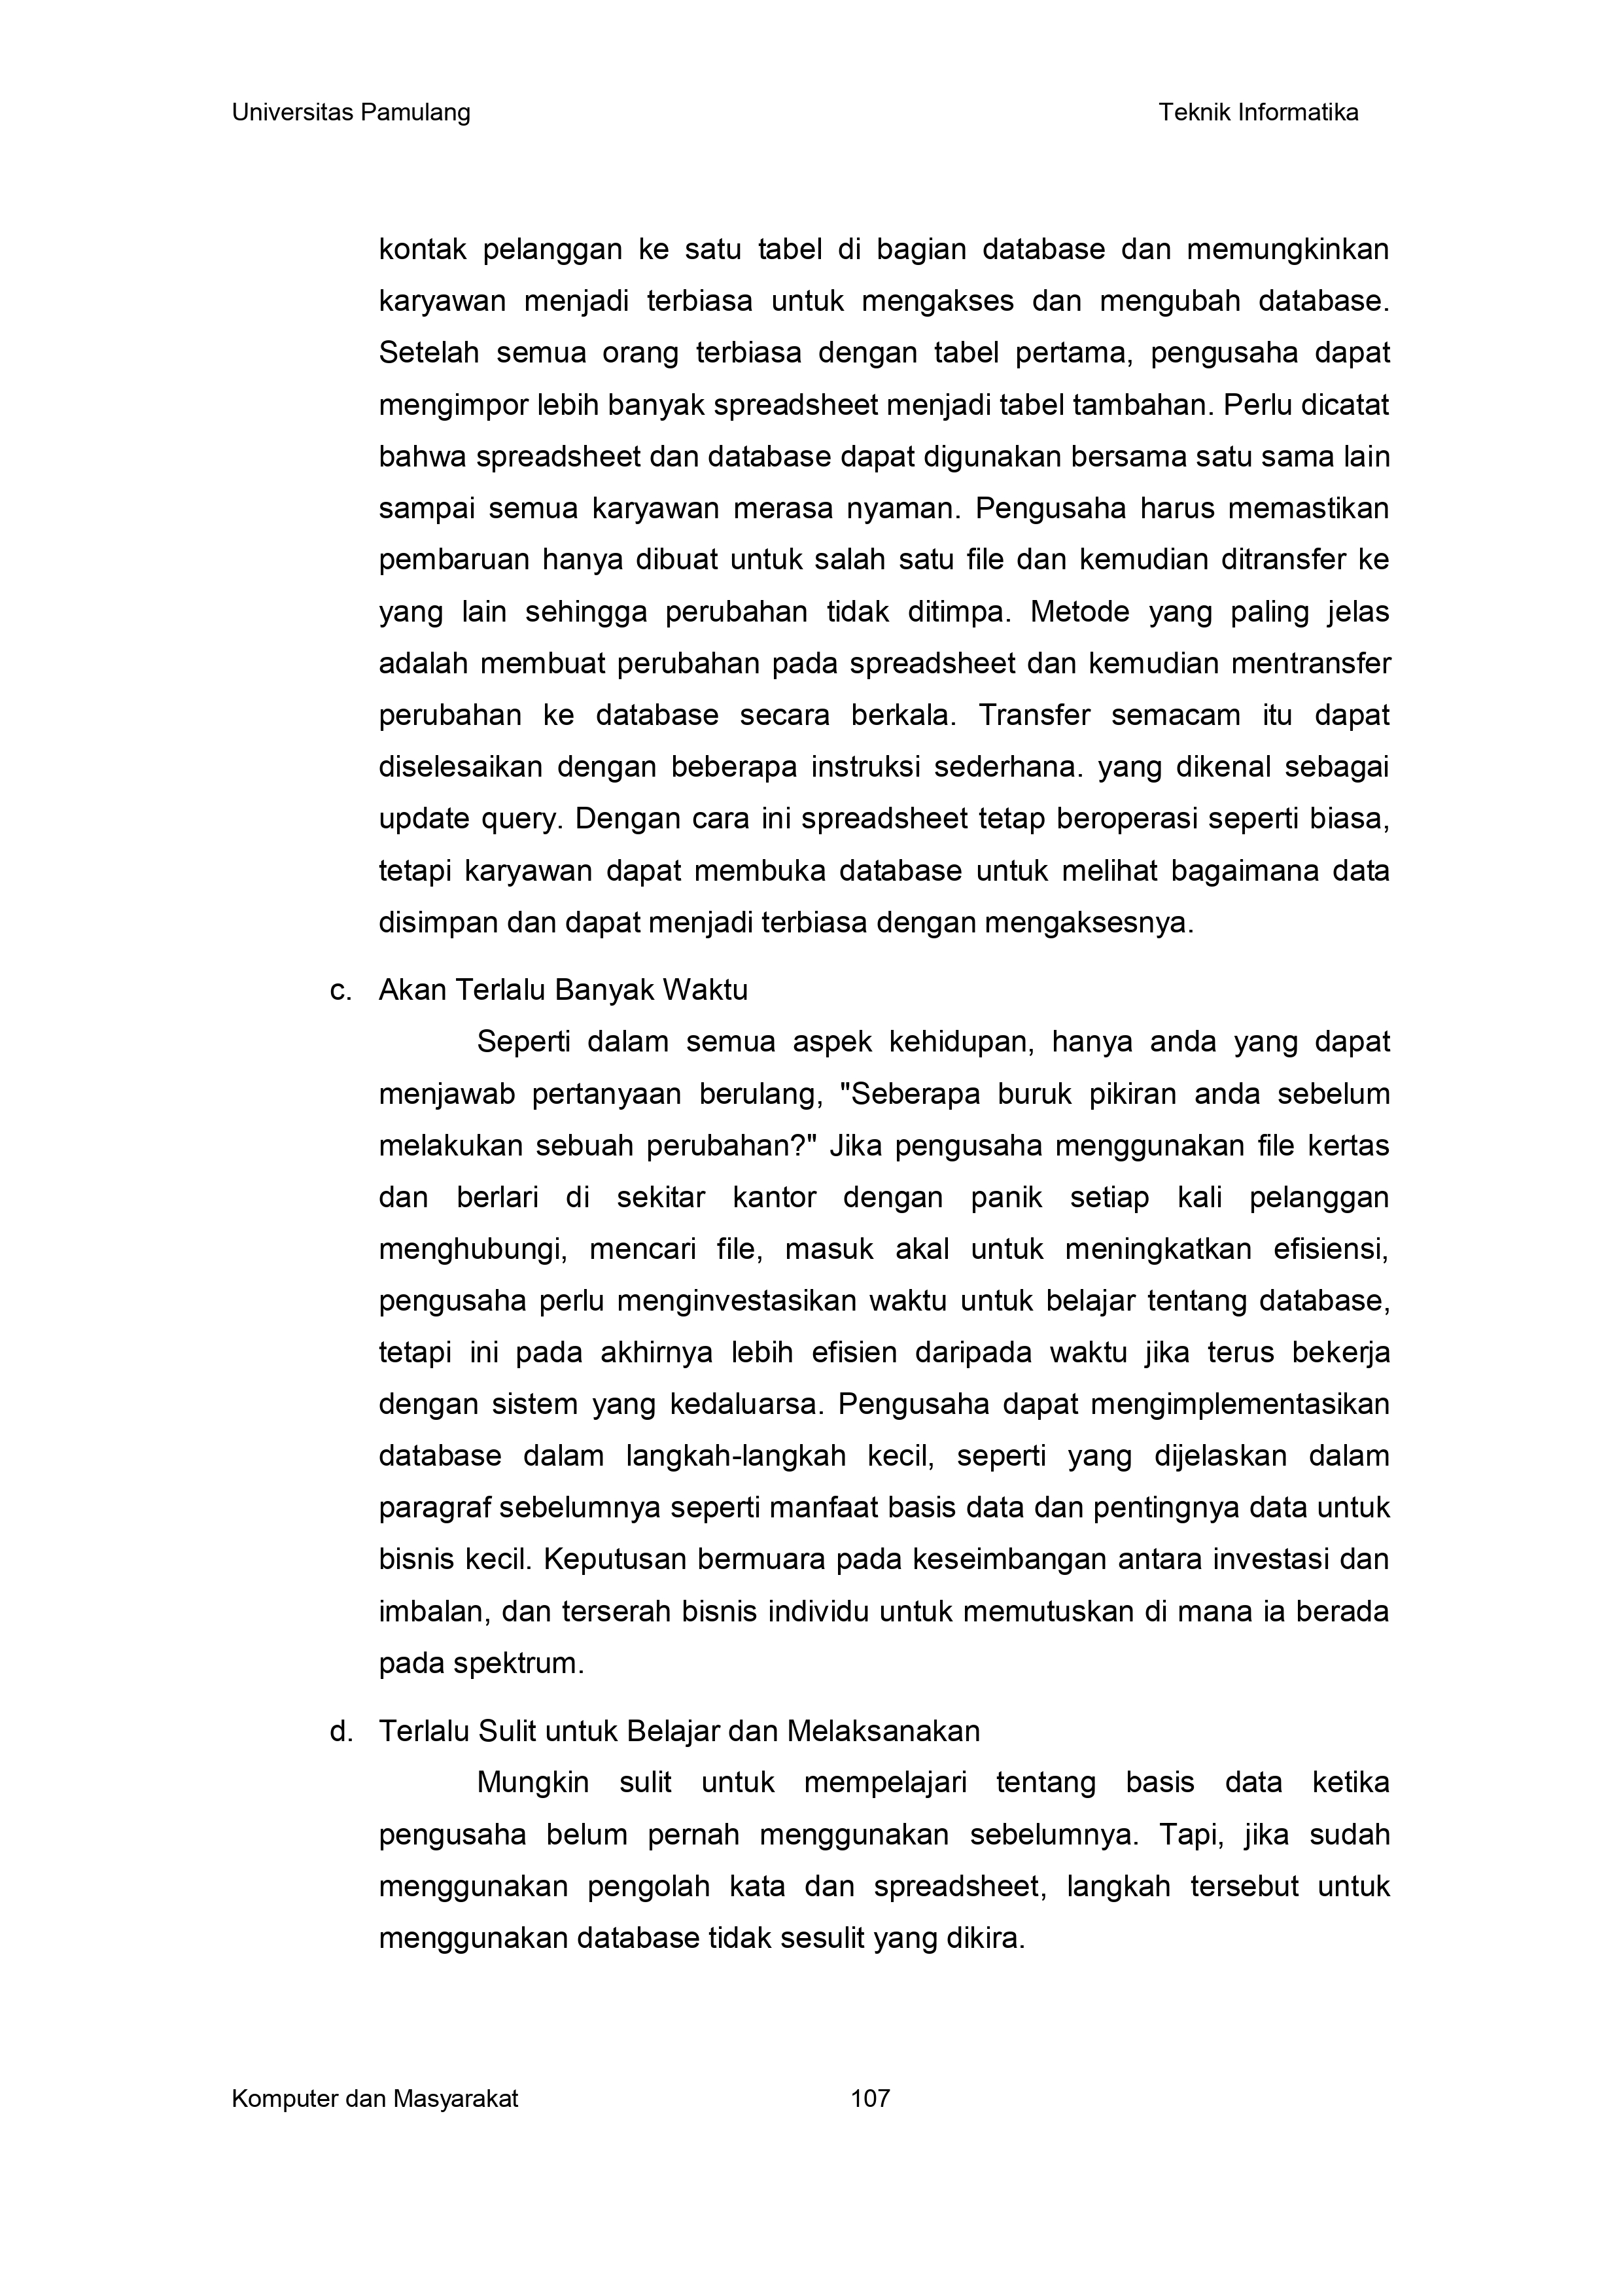 Universitas Pamulang Teknik Informatika
kontak pelanggan ke satu tabel di bagian database dan memungkinkan
karyawan menjadi terbiasa untuk mengakses dan mengubah database.
Setelah semua orang terbiasa dengan tabel pertama, pengusaha dapat
mengimpor lebih banyak spreadsheet menjadi tabel tambahan. Perlu dicatat
bahwa spreadsheet dan database dapat digunakan bersama satu sama lain
sampai semua karyawan merasa nyaman. Pengusaha harus memastikan
pembaruan hanya dibuat untuk salah satu file dan kemudian ditransfer ke
yang lain sehingga perubahan tidak ditimpa. Metode yang paling jelas
adalah membuat perubahan pada spreadsheet dan kemudian mentransfer
perubahan ke database secara berkala. Transfer semacam itu dapat
diselesaikan dengan beberapa instruksi sederhana. yang dikenal sebagai
update query. Dengan cara ini spreadsheet tetap beroperasi seperti biasa,
tetapi karyawan dapat membuka database untuk melihat bagaimana data
disimpan dan dapat menjadi terbiasa dengan mengaksesnya.
c. Akan Terlalu Banyak Waktu
Seperti dalam semua aspek kehidupan, hanya anda yang dapat
menjawab pertanyaan berulang, "Seberapa buruk pikiran anda sebelum
melakukan sebuah perubahan?" Jika pengusaha menggunakan file kertas
dan berlari di sekitar kantor dengan panik setiap kali pelanggan
menghubungi, mencari file, masuk akal untuk meningkatkan efisiensi,
pengusaha perlu menginvestasikan waktu untuk belajar tentang database,
tetapi ini pada akhirnya lebih efisien daripada waktu jika terus bekerja
dengan sistem yang kedaluarsa. Pengusaha dapat mengimplementasikan
database dalam langkah-langkah kecil, seperti yang dijelaskan dalam
paragraf sebelumnya seperti manfaat basis data dan pentingnya data untuk
bisnis kecil. Keputusan bermuara pada keseimbangan antara investasi dan
imbalan, dan terserah bisnis individu untuk memutuskan di mana ia berada
pada spektrum.
d. Terlalu Sulit untuk Belajar dan Melaksanakan
Mungkin sulit untuk mempelajari tentang basis data ketika
pengusaha belum pernah menggunakan sebelumnya. Tapi, jika sudah
menggunakan pengolah kata dan spreadsheet, langkah tersebut untuk
menggunakan database tidak sesulit yang dikira.
Komputer dan Masyarakat 107